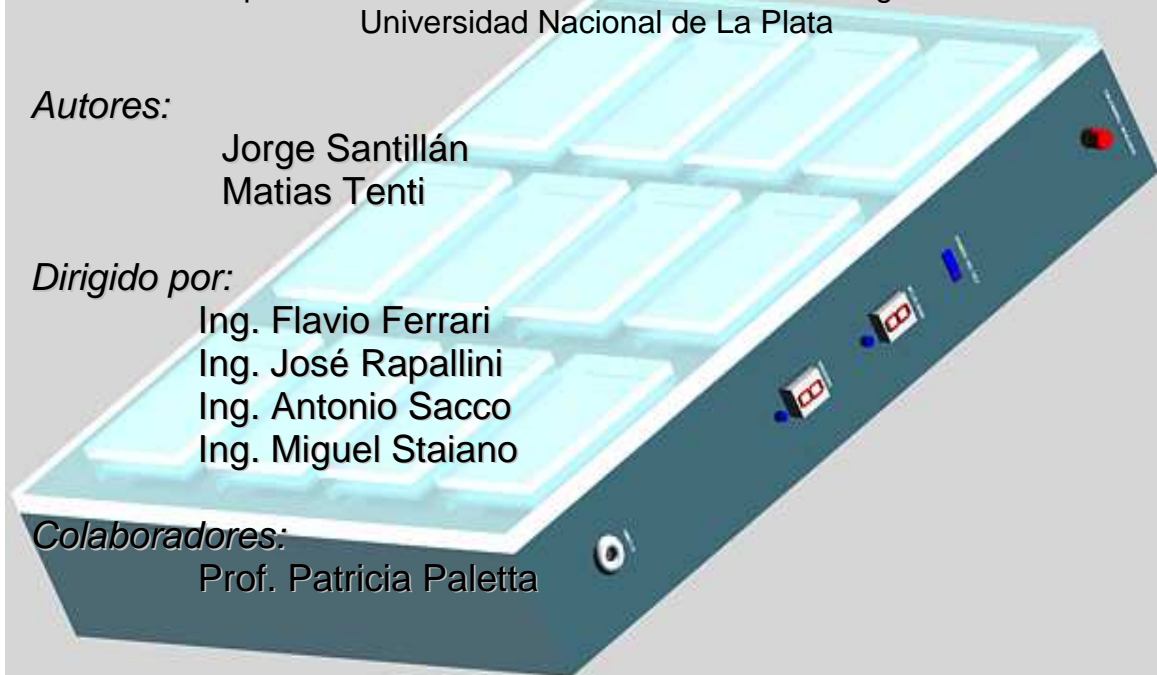 Universidad Nacional de La Plata
Autores:
Jorge Santillán
Matias Tenti
Dirigido por:
Ing. Flavio Ferrari
Ing. José Rapallini
Ing. Antonio Sacco
Ing. Miguel Staiano
Colaboradores:
Prof. Patricia Paletta